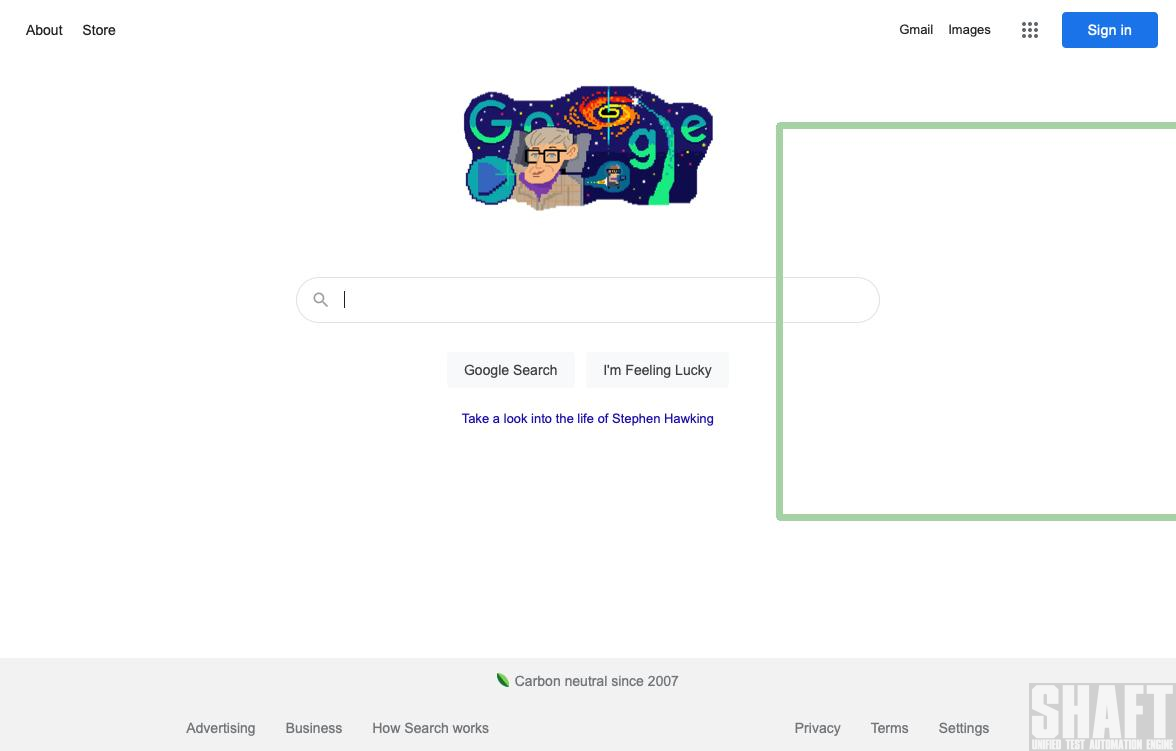 About Store
Gmail Images
Sign in
Google
Google Search I'm Feeling Lucky
Take a look into the life of Stephen Hawking
Carbon neutral since 2007
Advertising Business How Search works
Privacy Terms Settings
SHAFT
UNIFIED TEST AUTOMATION ENGINE